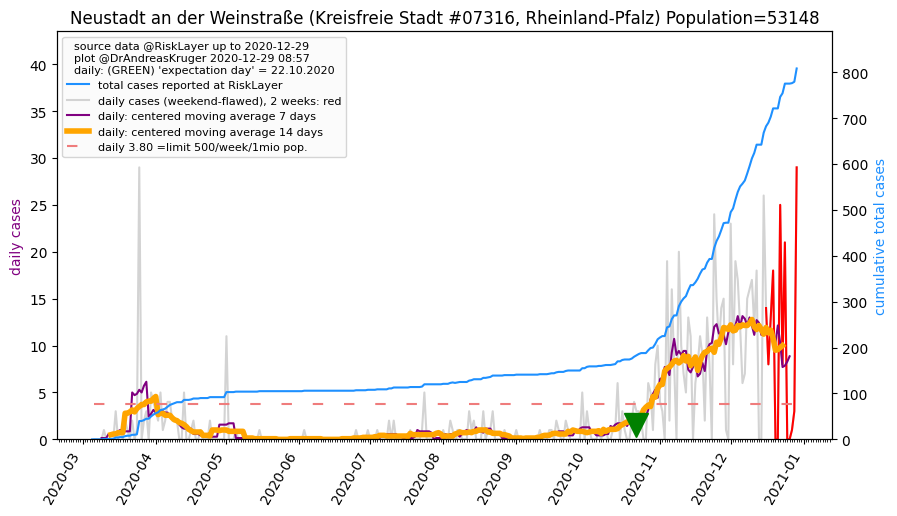 Neustadt an der Weinstraße (Kreisfreie Stadt #07316, Rheinland-Pfalz) Population=53148
source data @RiskLayer up to 2020-12-29
plot @DrAndreasKruger 2020-12-29 08:57
daily: (GREEN) 'expectation day' = 22.10.2020
total cases reported at RiskLayer
daily cases (weekend-flawed), 2 weeks: red
daily: centered moving average 7 days
daily: centered moving average 14 days
daily 3.80 =limit 500/week/1mio pop.
daily cases
40
35
30
25
20
15
10
5
0
cumulative total cases
800
700
600
500
400
300
200
100
0
2020-03
2020-04
2020-05
2020-06
2020-07
2020-08
2020-09
2020-10
2020-11
2020-12
2021-01